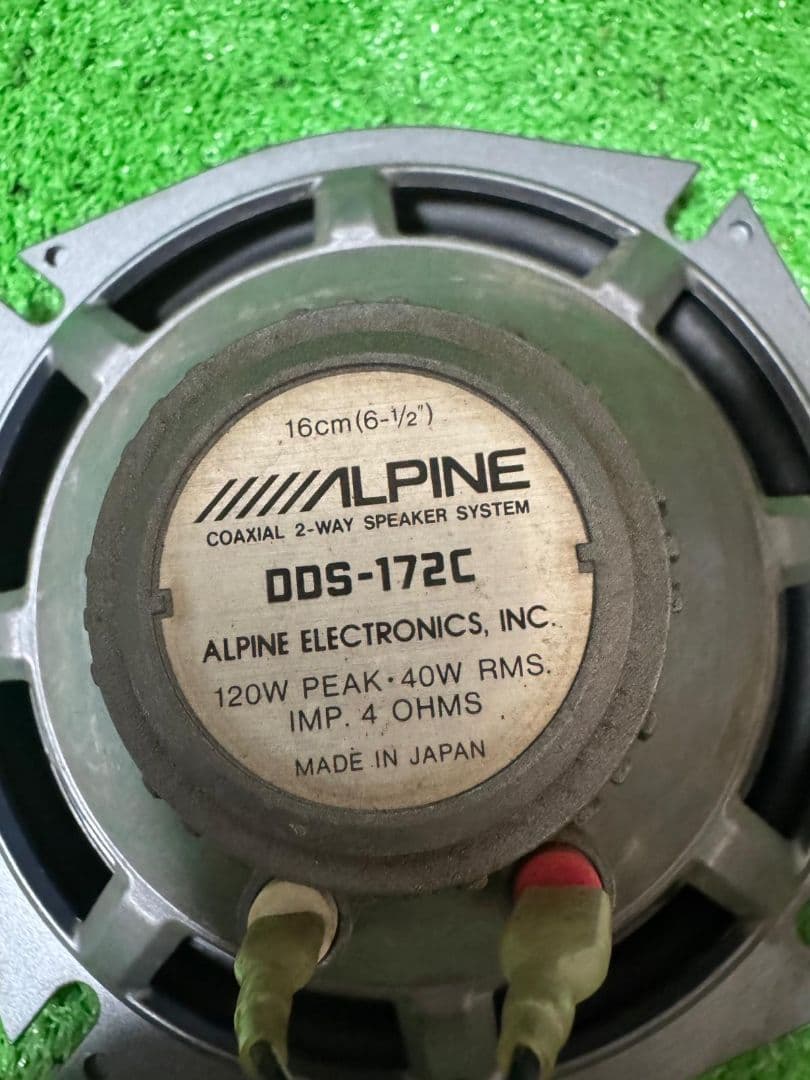 16cm(6-1/2")
ALPINE
COAXIAL 2-WAY SPEAKER SYSTEM
DDS-172C
ALPINE ELECTRONICS, INC.
120W PEAK・40W RMS.
IMP. 4 OHMS
MADE IN JAPAN